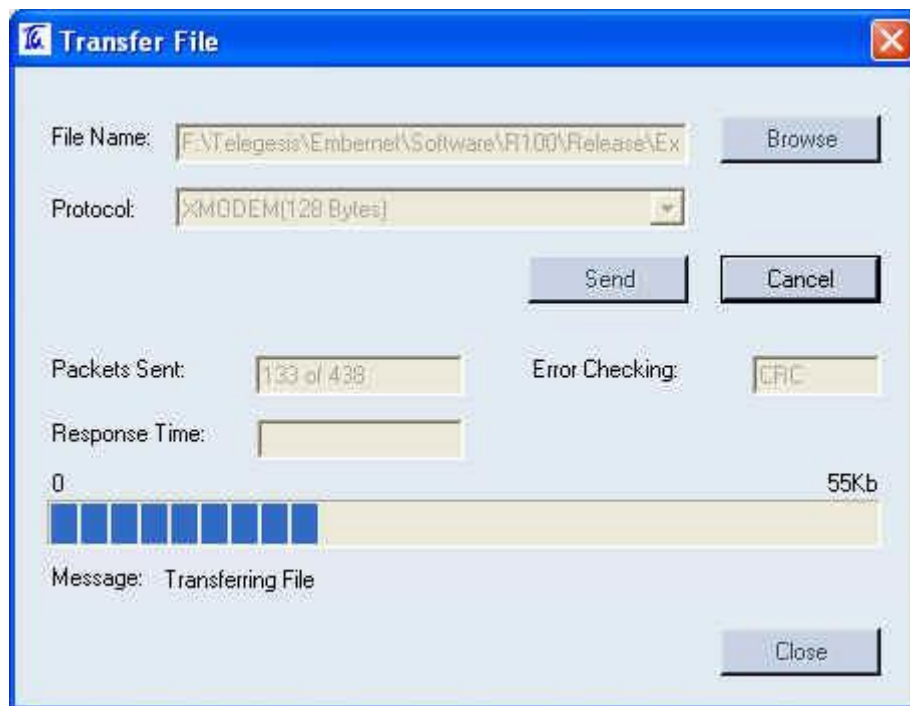 Transfer File
File Name: F:\Telegesis\Embernet\Software\R100\Release\Ex Browse
Protocol: XMODEM(128 Bytes)
Send Cancel
Packets Sent: 133 of 438 Error Checking: CRC
Response Time:
0 55Kb
Message: Transferring File
Close